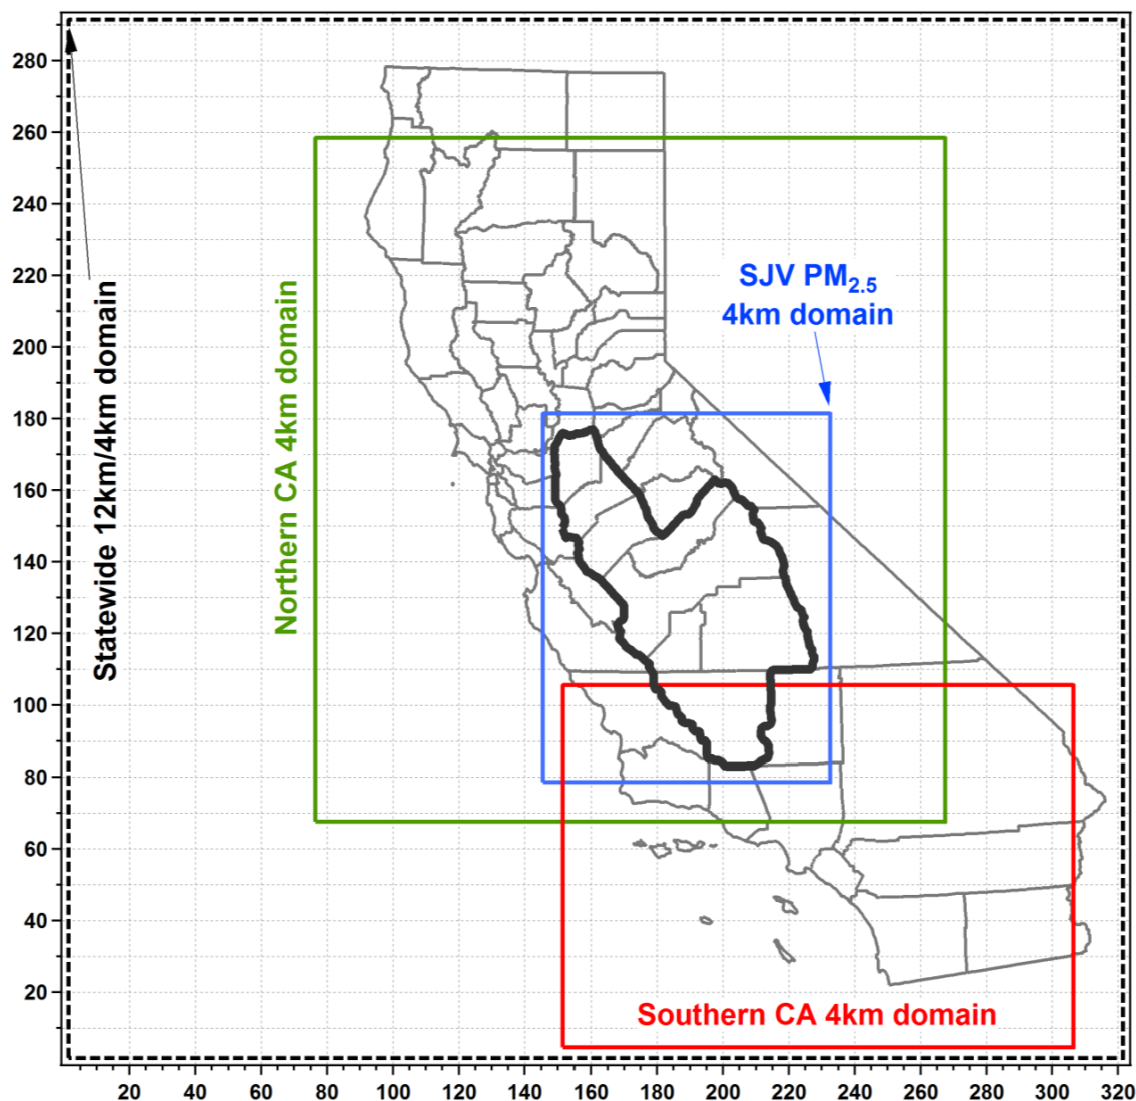 280
260
240
220
200
180
160
140
120
100
80
60
40
20
Statewide 12km/4km domain
Northern CA 4km domain
SJV PM2.5
4km domain
Southern CA 4km domain
20 40 60 80 100 120 140 160 180 200 220 240 260 280 300 320